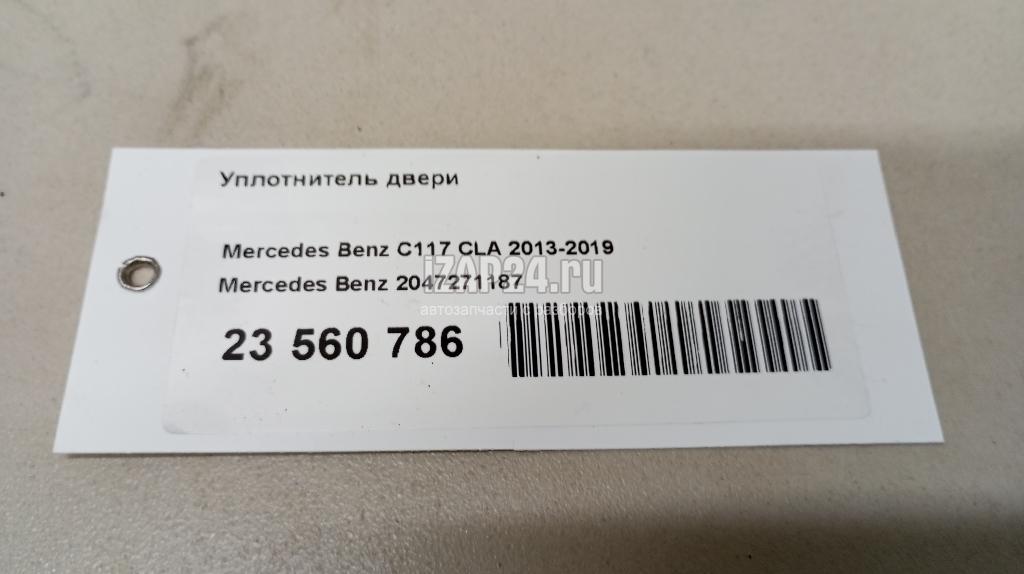 Уплотнитель двери
Mercedes Benz C117 CLA 2013-2019
Mercedes Benz 2047271187
iZAP24.ru
автозапчасти с разборов
23 560 786